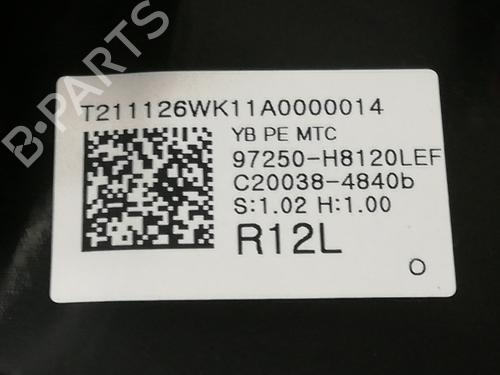 B-PARTS
T211126WK11A0000014
YB PE MTC
97250-H8120LEF
C20038-4840b
S:1.02 H:1.00
R12L
O